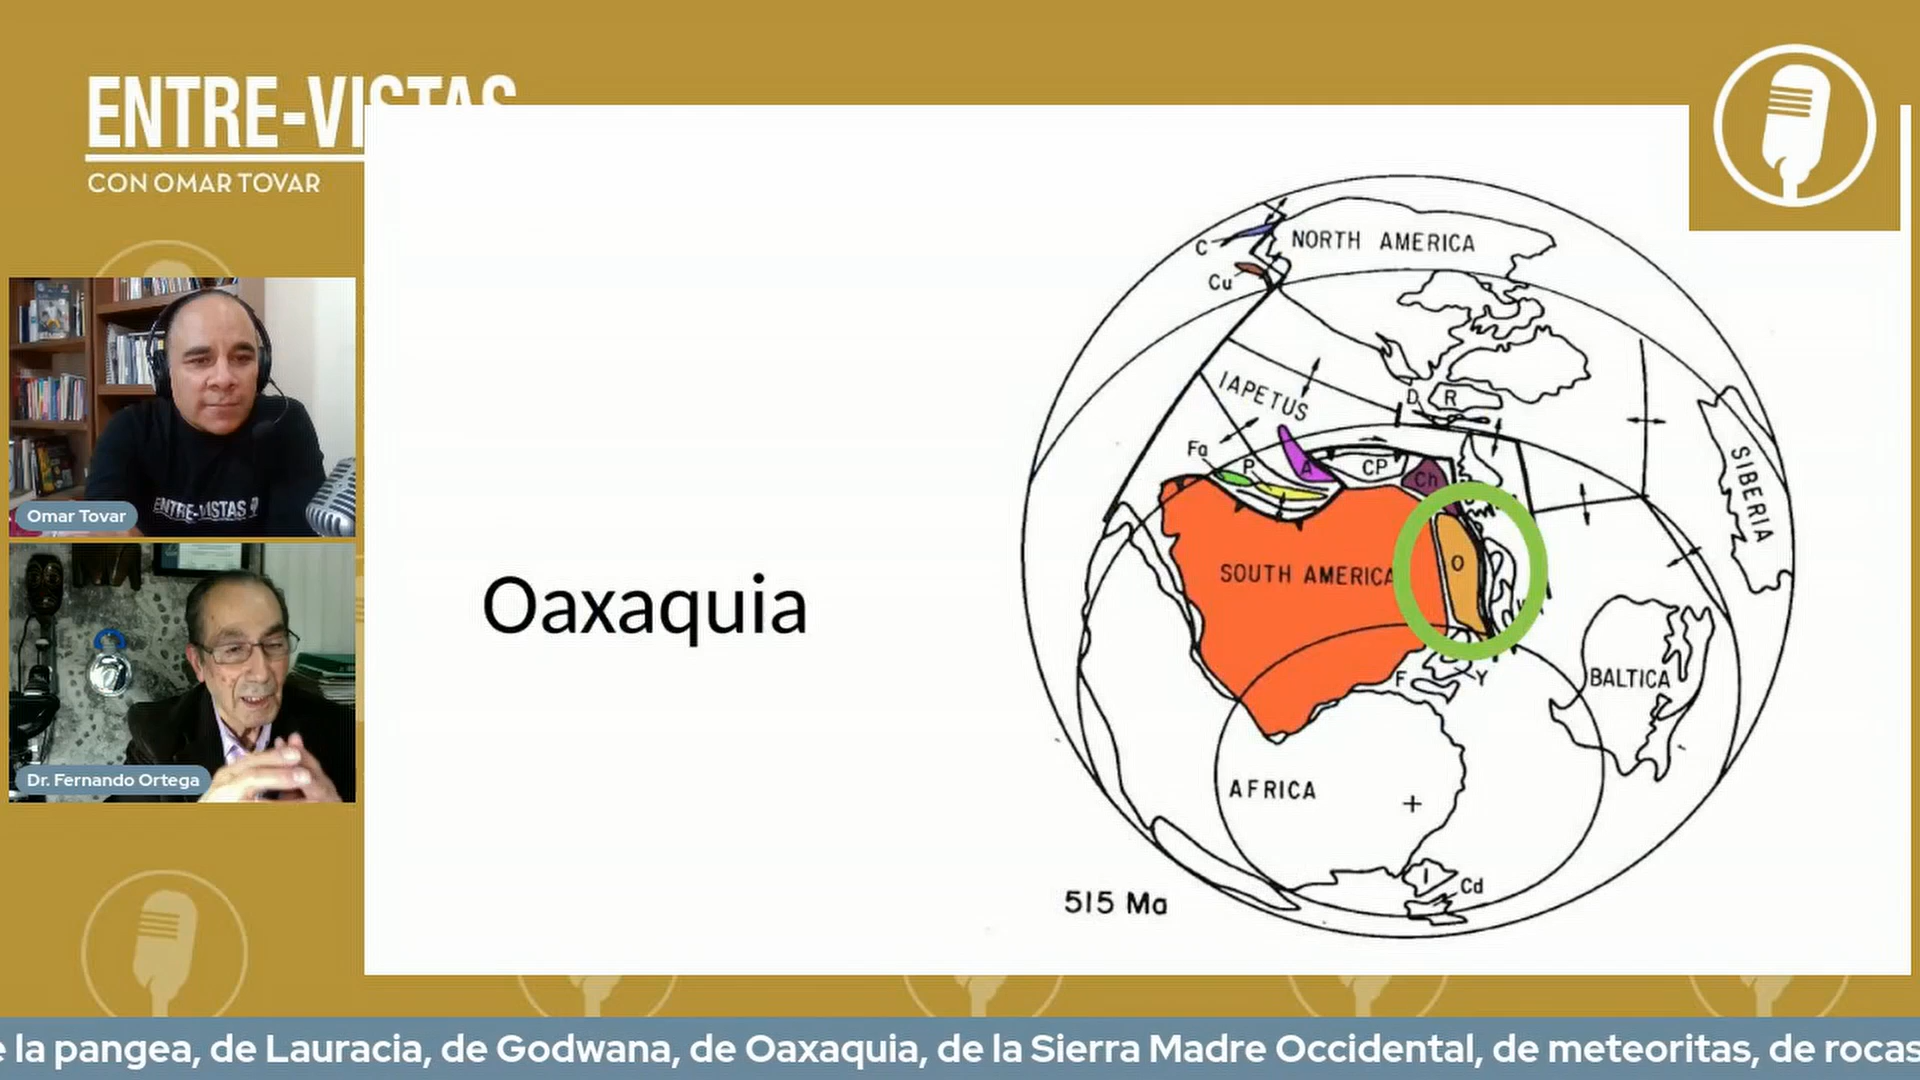 ENTRE-VISTAS
CON OMAR TOVAR
Omar Tovar
ENTRE-VISTAS
Dr. Fernando Ortega
Oaxaquia
C
NORTH AMERICA
Cu
IAPETUS
D
R
Fa
P
A
CP
Ch
SIBERIA
O
SOUTH AMERICA
F
Y
BALTICA
AFRICA
I
Cd
515 Ma
e la pangea, de Lauracia, de Godwana, de Oaxaquia, de la Sierra Madre Occidental, de meteoritas, de rocas